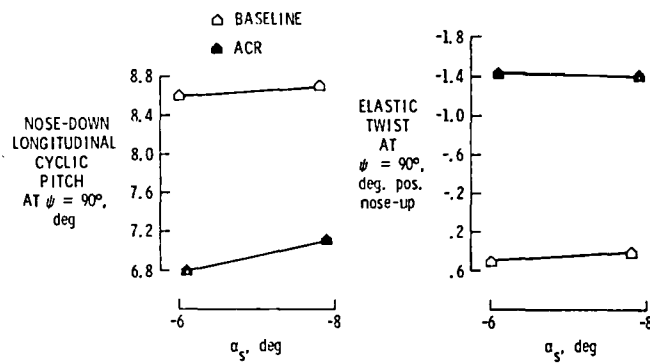 BASELINE
ACR
NOSE-DOWN
LONGITUDINAL
CYCLIC
PITCH
AT ψ = 90°,
deg
8.8
8.4
8.0
7.6
7.2
6.8
-6
-8
α_s, deg
ELASTIC
TWIST
AT
ψ = 90°,
deg. pos.
nose-up
-1.8
-1.4
-1.0
-.6
-.2
.2
.6
-6
-8
α_s, deg